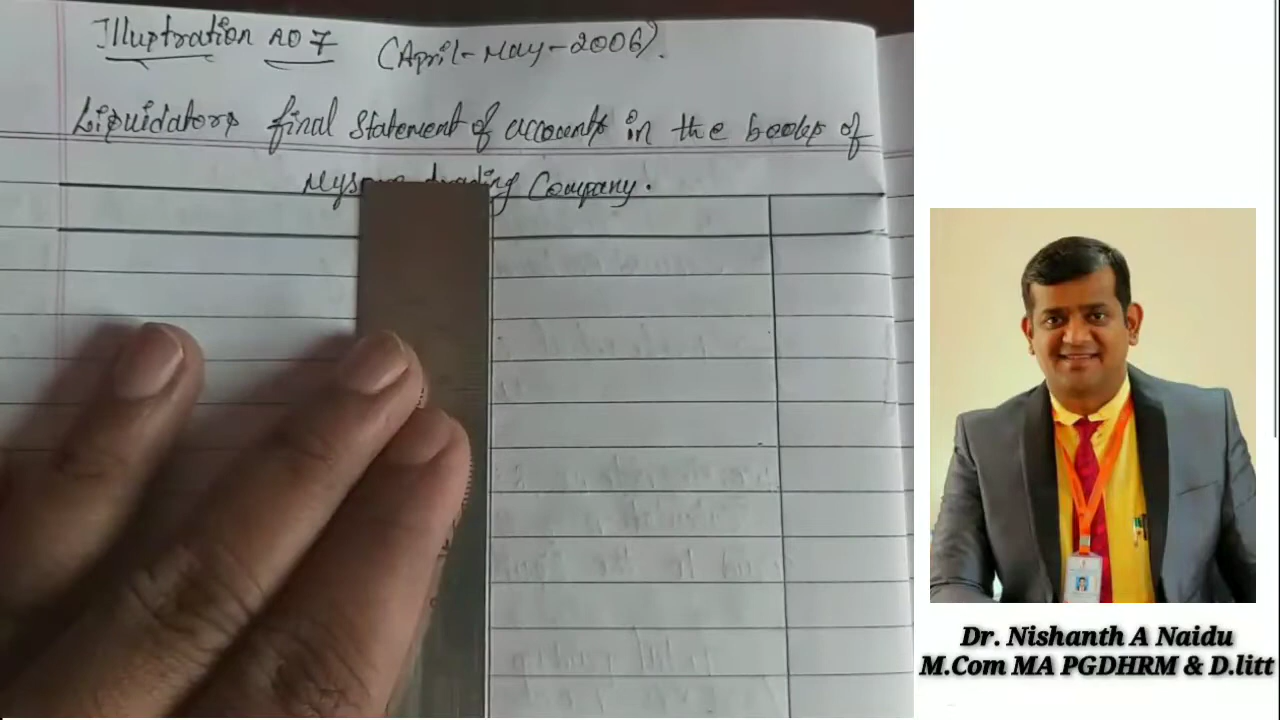 Illustration no 7 (April-May-2006).
Liquidators final Statement of accounts in the books of
trading Company.
Dr. Nishanth A Naidu
M.Com MA PGDHRM & D.litt